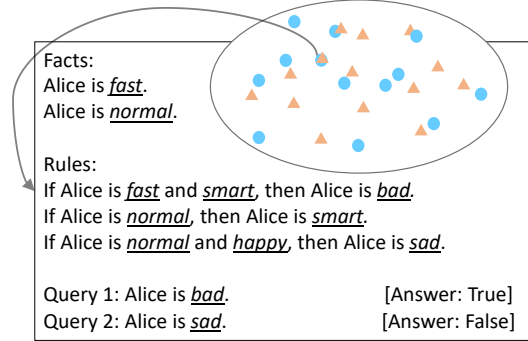 Facts:
Alice is fast.
Alice is normal.
Rules:
If Alice is fast and smart, then Alice is bad.
If Alice is normal, then Alice is smart.
If Alice is normal and happy, then Alice is sad.
Query 1: Alice is bad. [Answer: True]
Query 2: Alice is sad. [Answer: False]